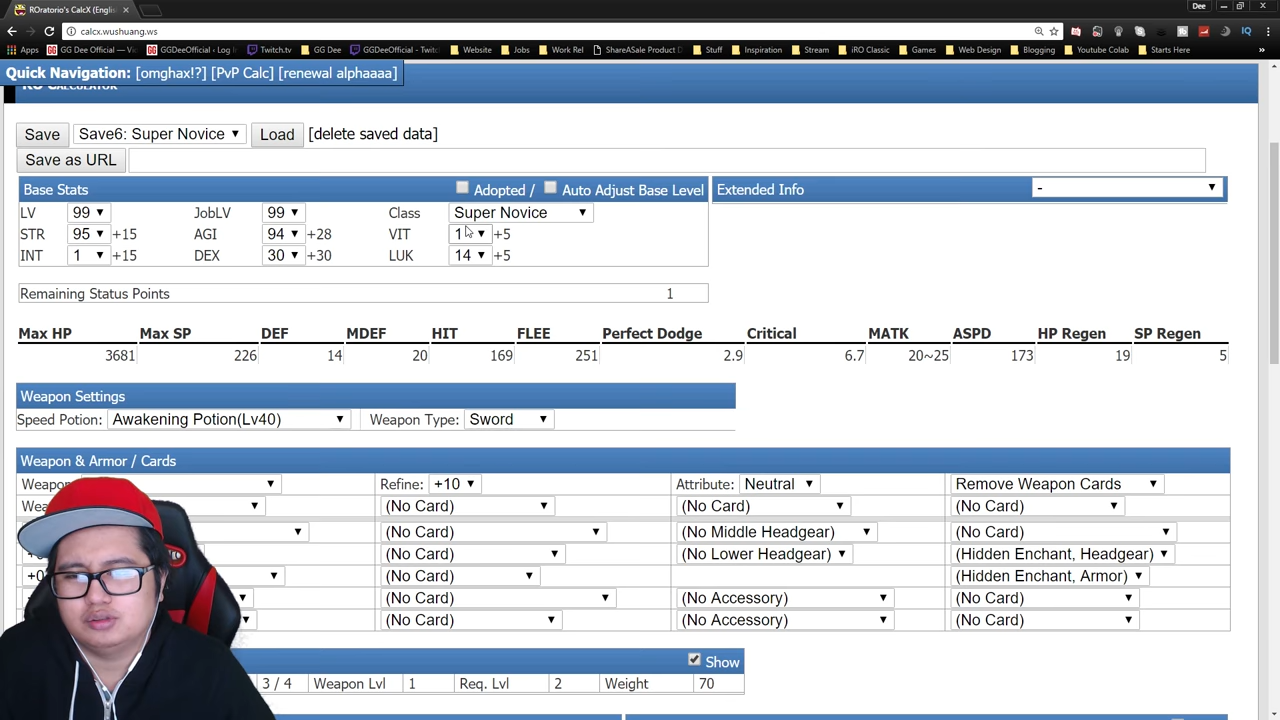 ROratorio's CalcX (Englis
Dee
calcx.wushuang.ws
Apps GG Dee Official — Vi GGDeeOfficial - Log I Twitch.tv GG Dee GGDeeOfficial - Twit Website Jobs Work Rel ShareASale Product D Stuff Inspiration Stream iRO Classic Games Web Design Blogging Youtube Colab Starts Here »
Quick Navigation: [omghax!?] [PvP Calc] [renewal alphaaaa]
RO CALCULATOR
Save Save6: Super Novice Load [delete saved data]
Save as URL
Base Stats Adopted / Auto Adjust Base Level Extended Info -
LV 99 JobLV 99 Class Super Novice
STR 95 +15 AGI 94 +28 VIT 1 +5
INT 1 +15 DEX 30 +30 LUK 14 +5
Remaining Status Points 1
Max HP Max SP DEF MDEF HIT FLEE Perfect Dodge Critical MATK ASPD HP Regen SP Regen
3681 226 14 20 169 251 2.9 6.7 20~25 173 19 5
Weapon Settings
Speed Potion: Awakening Potion(Lv40) Weapon Type: Sword
Weapon & Armor / Cards
Weapon Refine: +10 Attribute: Neutral Remove Weapon Cards
(No Card) (No Card) (No Card)
(No Card) (No Middle Headgear) (No Card)
(No Card) (No Lower Headgear) (Hidden Enchant, Headgear)
(No Card) (Hidden Enchant, Armor)
(No Card) (No Accessory) (No Card)
(No Card) (No Accessory) (No Card)
Show
3 / 4 Weapon Lvl 1 Req. Lvl 2 Weight 70